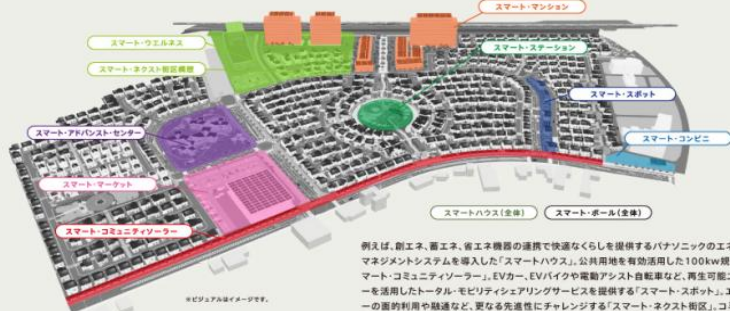 スマート・マンション
スマート・ウエルネス
スマート・ステーション
スマート・ネクスト街区構想
スマート・スポット
スマート・アドバンスト・センター
スマート・コンビニ
スマート・マーケット
スマートハウス(全体)
スマート・ポール(全体)
スマート・コミュニティソーラー
※ビジュアルはイメージです。
例えば、創エネ、蓄エネ、省エネ機器の連携で快適なくらしを提供するパナソニックのエネ
マネジメントシステムを導入した「スマートハウス」。公共用地を有効活用した100kw規
マート・コミュニティソーラー」。EVカー、EVバイクや電動アシスト自転車など、再生可能エ
ーを活用したトータル・モビリティシェアリングサービスを提供する「スマート・スポット」。エ
ーの面的利用や融通など、更なる先進性にチャレンジする「スマート・ネクスト街区」。コ